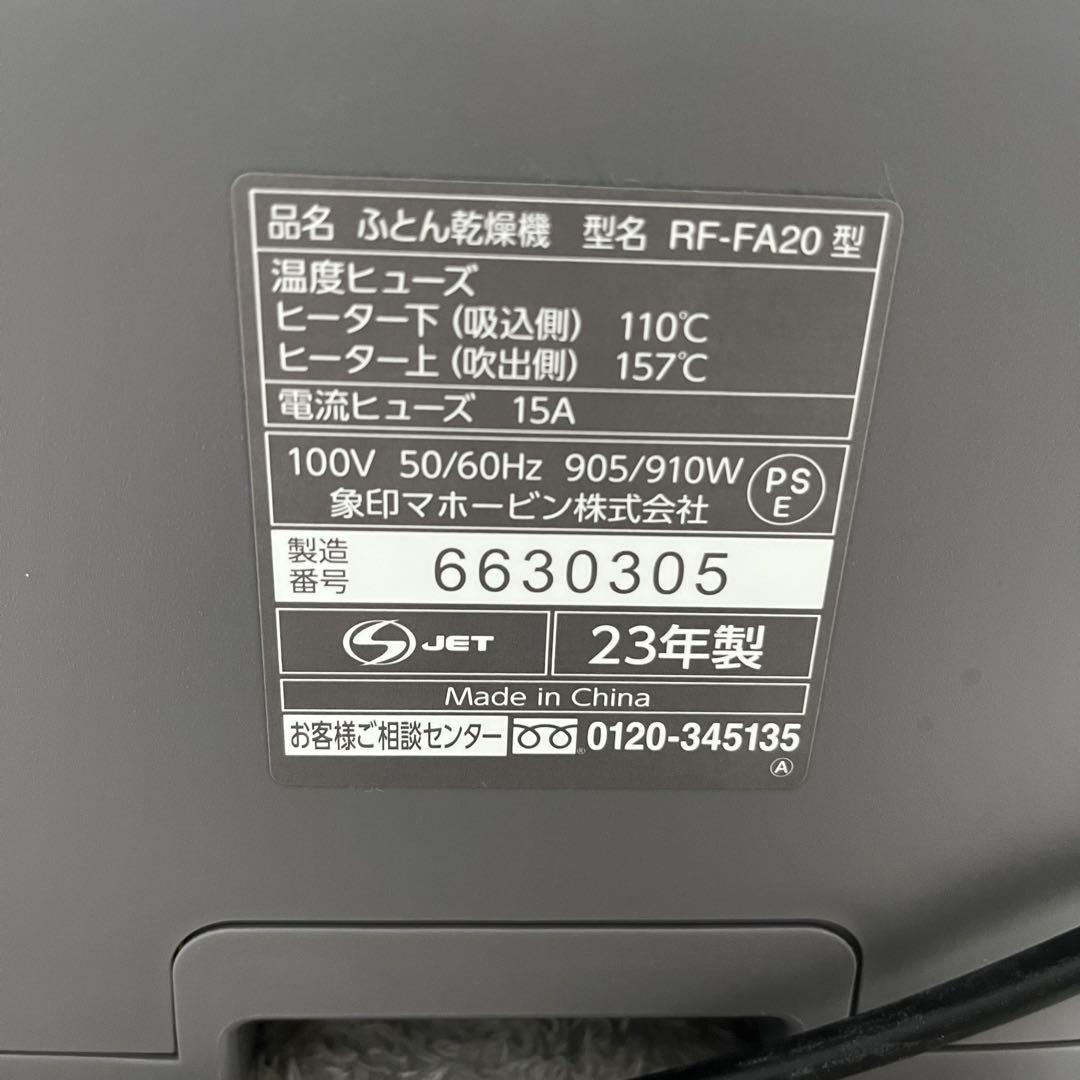 品名 ふとん乾燥機 型名 RF-FA20 型
温度ヒューズ
ヒーター下 (吸込側) 110℃
ヒーター上 (吹出側) 157℃
電流ヒューズ 15A
100V 50/60Hz 905/910W PSE
象印マホービン株式会社
製造番号 6630305
JET 23年製
Made in China
お客様ご相談センター 0120-345135
Ⓐ